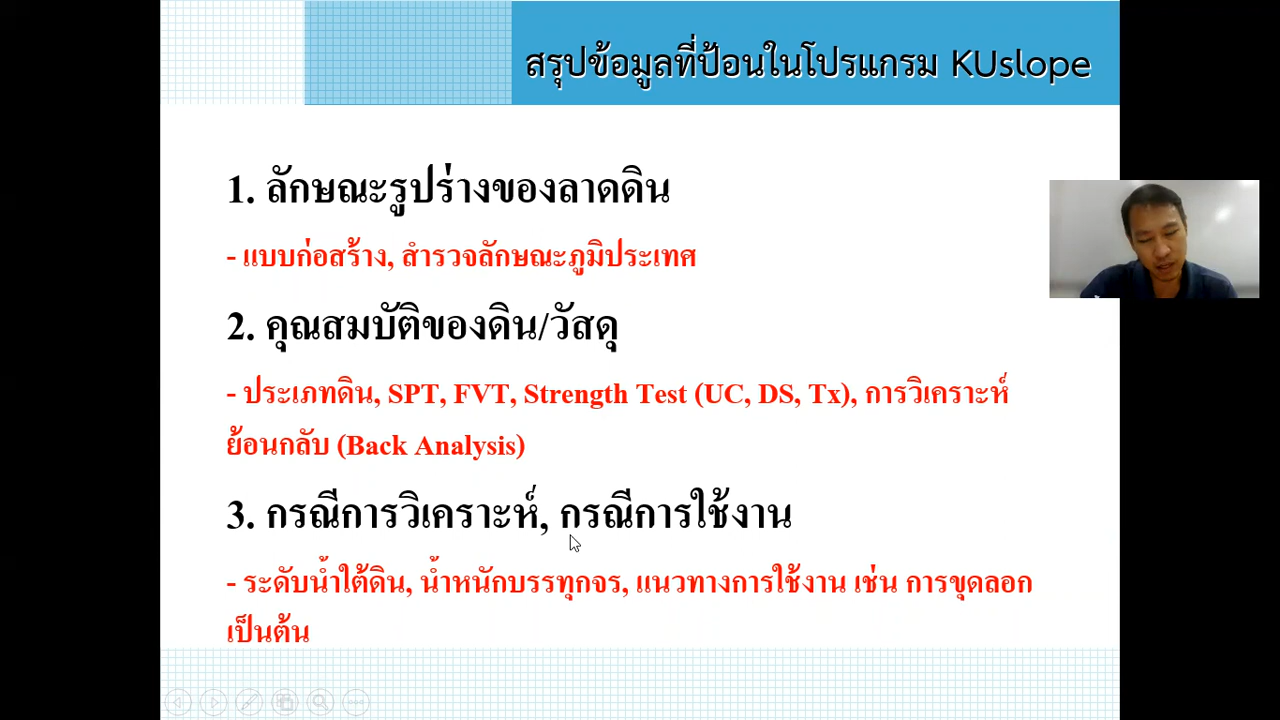 สรุปข้อมูลที่ป้อนในโปรแกรม KUslope
1. ลักษณะรูปร่างของลาดดิน
- แบบก่อสร้าง, สำรวจลักษณะภูมิประเทศ
2. คุณสมบัติของดิน/วัสดุ
- ประเภทดิน, SPT, FVT, Strength Test (UC, DS, Tx), การวิเคราะห์
ย้อนกลับ (Back Analysis)
3. กรณีการวิเคราะห์, กรณีการใช้งาน
- ระดับน้ำใต้ดิน, น้ำหนักบรรทุกจร, แนวทางการใช้งาน เช่น การขุดลอก
เป็นต้น